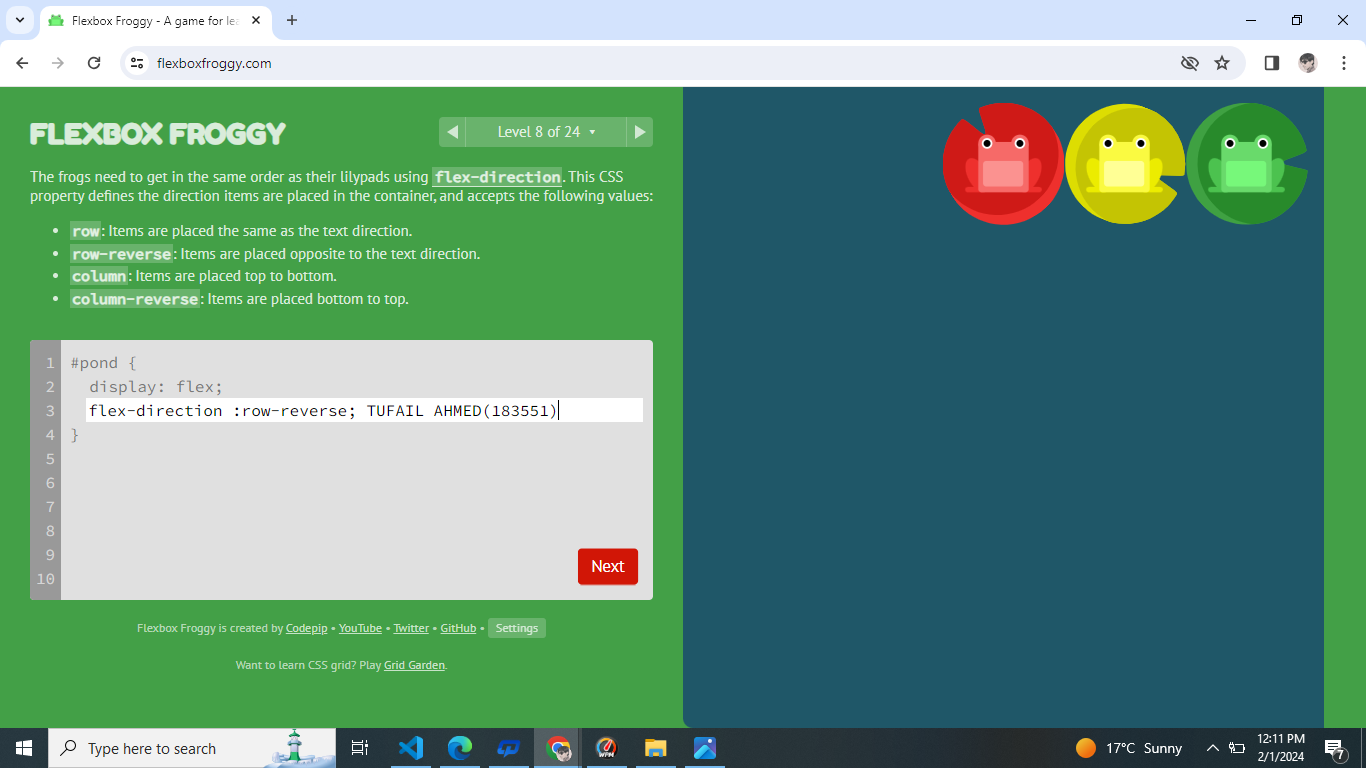 Flexbox Froggy - A game for lea
flexboxfroggy.com
FLEXBOX FROGGY
Level 8 of 24
The frogs need to get in the same order as their lilypads using flex-direction. This CSS
property defines the direction items are placed in the container, and accepts the following values:
• row: Items are placed the same as the text direction.
• row-reverse: Items are placed opposite to the text direction.
• column: Items are placed top to bottom.
• column-reverse: Items are placed bottom to top.
1 #pond {
2 display: flex;
3 flex-direction :row-reverse; TUFAIL AHMED(183551)
4 }
5
6
7
8
9
10
Next
Flexbox Froggy is created by Codepip • YouTube • Twitter • GitHub • Settings
Want to learn CSS grid? Play Grid Garden.
Type here to search
WPM
17°C Sunny
12:11 PM
2/1/2024
7